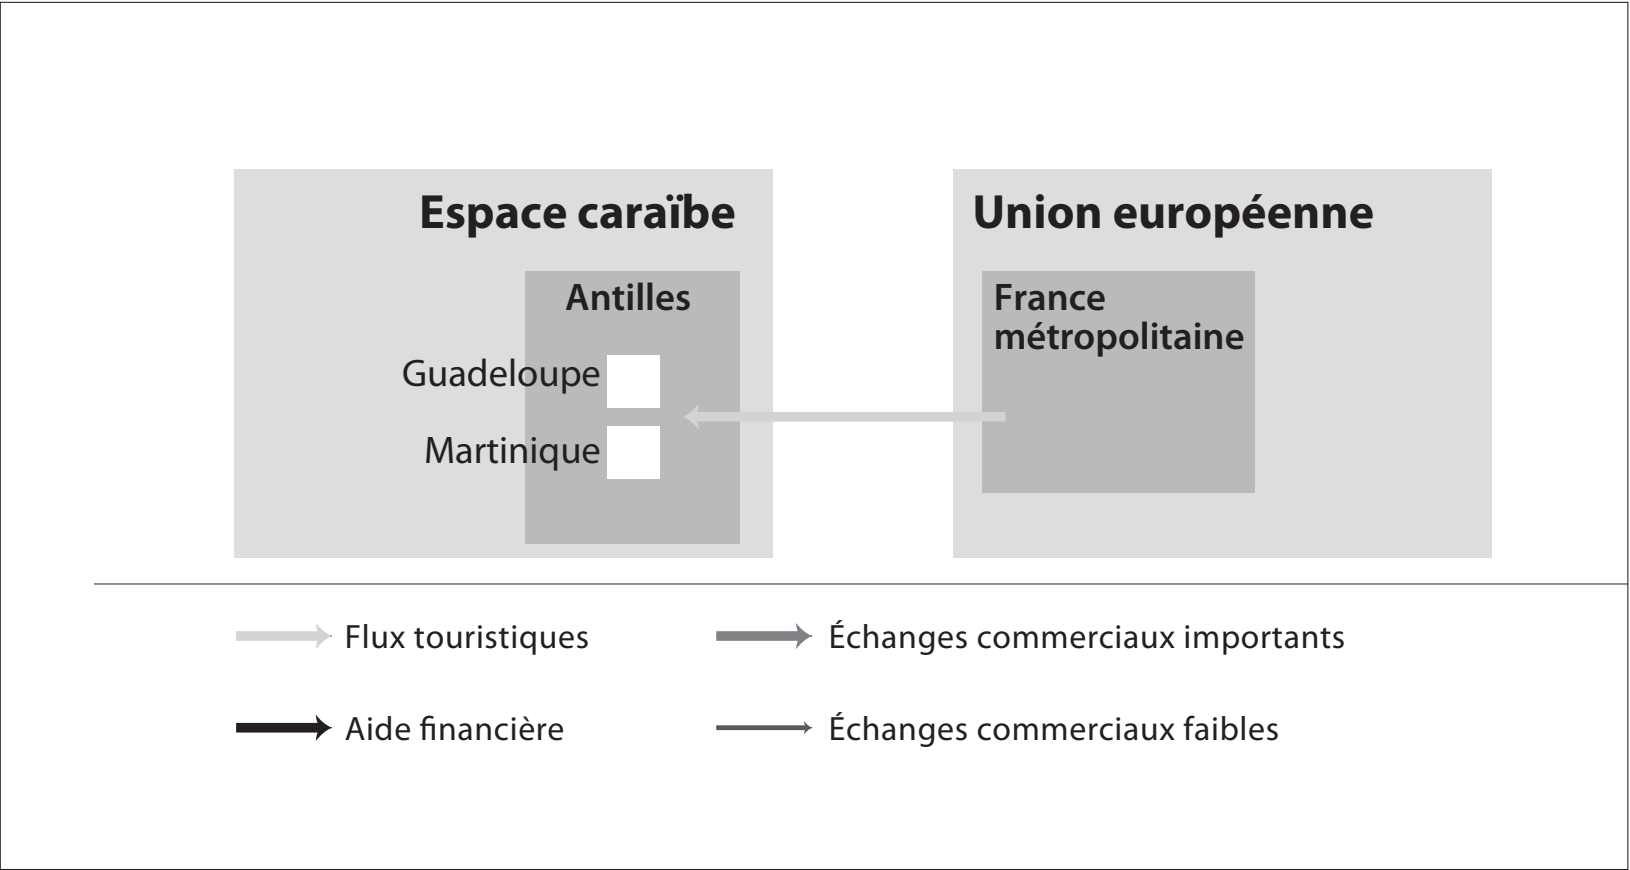 Espace caraïbe
Union européenne
Antilles
France
métropolitaine
Guadeloupe
Martinique
Flux touristiques
Échanges commerciaux importants
Aide financière
Échanges commerciaux faibles